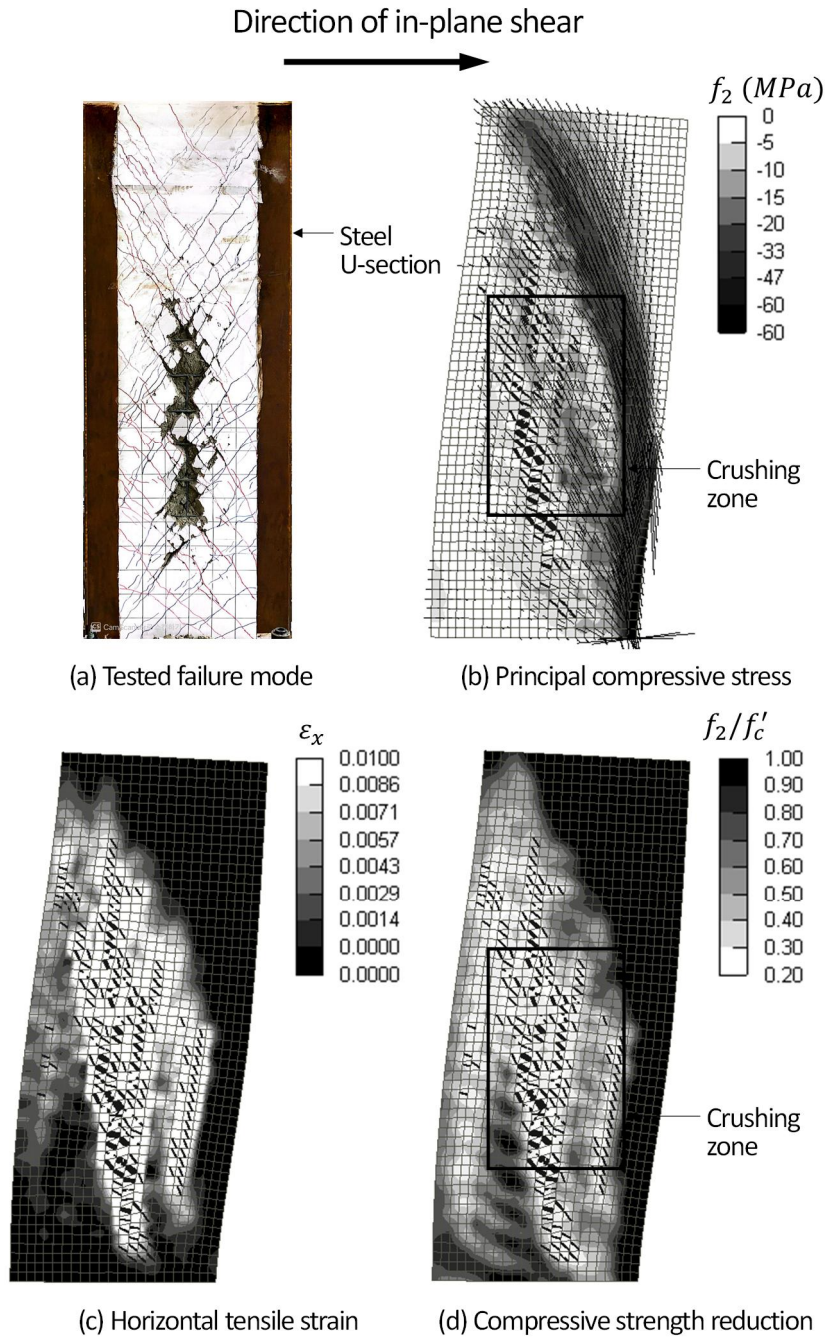 Direction of in-plane shear
Steel
U-section
(a) Tested failure mode
f₂ (MPa)
0
-5
-10
-15
-20
-33
-47
-60
-60
Crushing
zone
(b) Principal compressive stress
εₓ
0.0100
0.0086
0.0071
0.0057
0.0043
0.0029
0.0014
0.0000
0.0000
(c) Horizontal tensile strain
f₂/f꜀′
1.00
0.90
0.80
0.70
0.60
0.50
0.40
0.30
0.20
Crushing
zone
(d) Compressive strength reduction